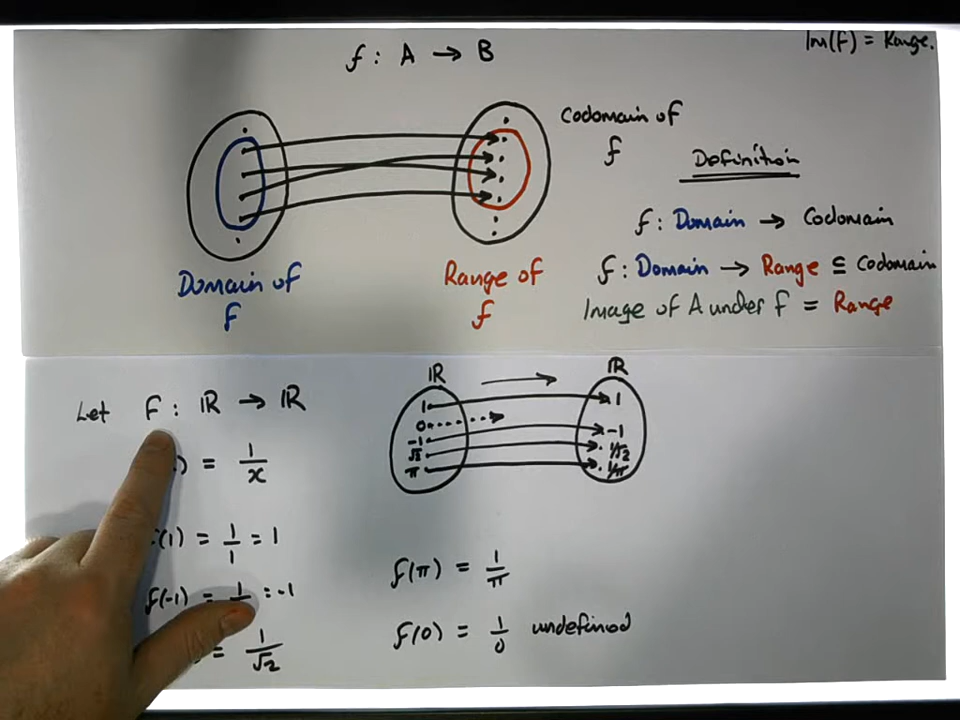 Im(f) = Range.
f : A → B
Codomain of
f
Definition
f : Domain → Codomain
f : Domain → Range ⊆ Codomain
Image of A under f = Range
Domain of
f
Range of
f
Let f : ℝ → ℝ
) = 1/x
f(1) = 1/1 = 1
f(-1) = 1/ = -1
= 1/√2
ℝ
ℝ
1
0
-1
√2
π
1
-1
1/√2
1/π
f(π) = 1/π
f(0) = 1/0 undefined